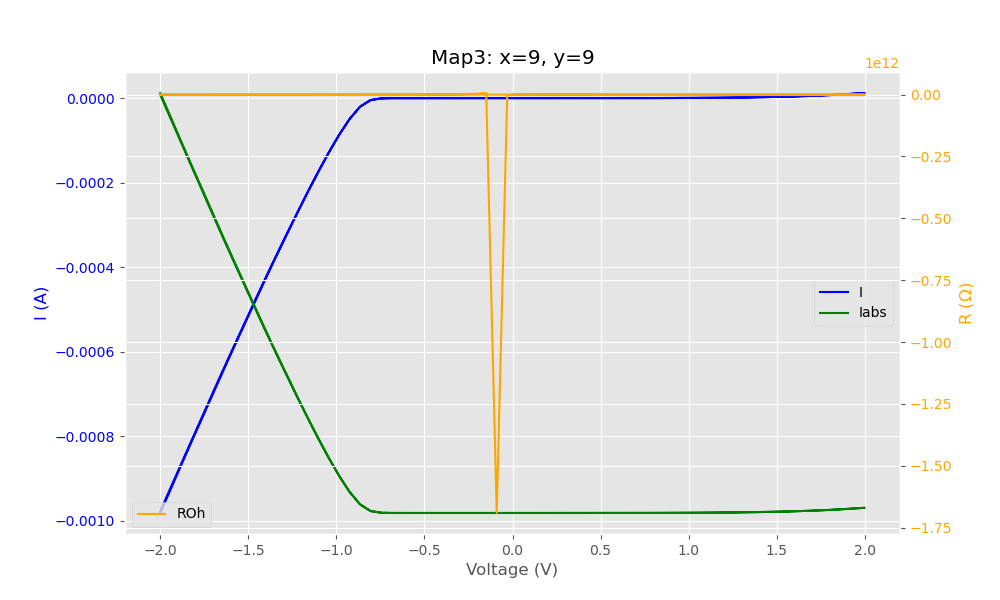 Map3: x=9, y=9
1e12
0.0000
−0.0002
−0.0004
−0.0006
−0.0008
−0.0010
I (A)
0.00
−0.25
−0.50
−0.75
−1.00
−1.25
−1.50
−1.75
R (Ω)
I
Iabs
ROh
−2.0 −1.5 −1.0 −0.5 0.0 0.5 1.0 1.5 2.0
Voltage (V)